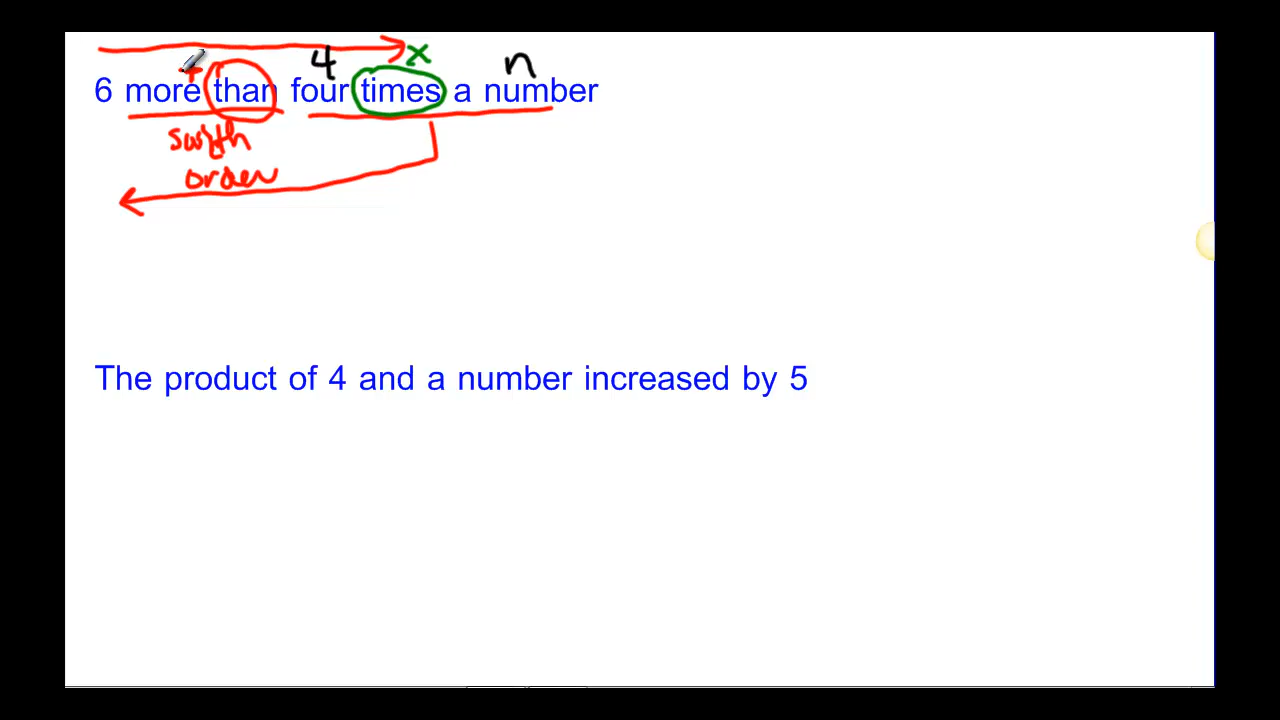 + 4 x n
6 more than four times a number
switch
order
The product of 4 and a number increased by 5